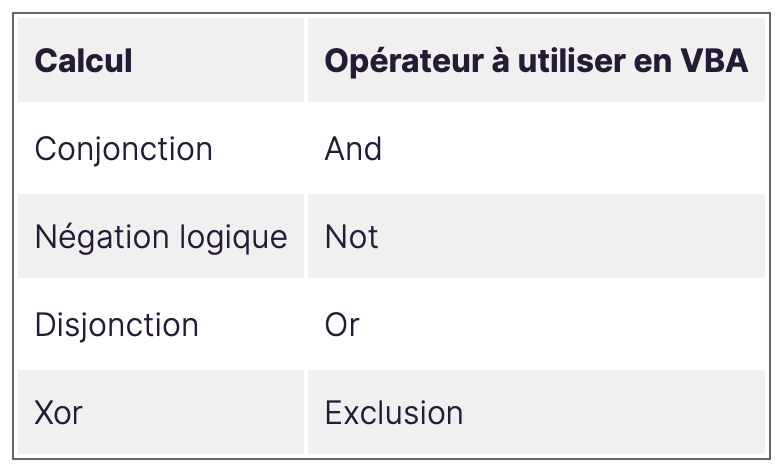 Calcul Opérateur à utiliser en VBA
Conjonction And
Négation logique Not
Disjonction Or
Xor Exclusion